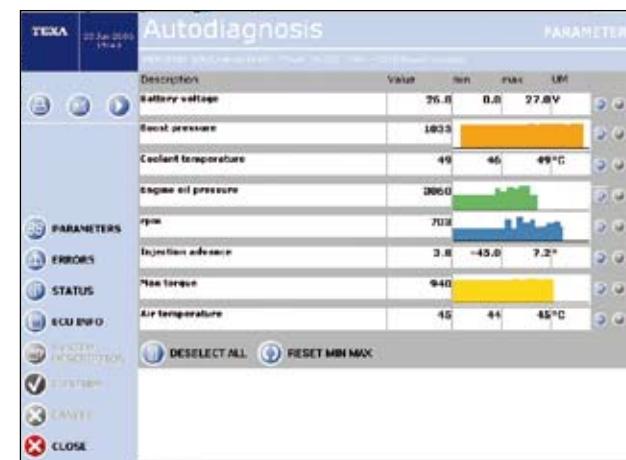 TEXA
Autodiagnosis
PARAMETER
Description Value min max UM
Battery voltage 26.8 0.0 27.0V
Boost pressure 1033
Coolant temperature 49 46 49°C
Engine oil pressure 3060
rpm 703
Injection advance 3.8 -45.0 7.2°
Max torque 940
Air temperature 45 44 45°C
PARAMETERS
ERRORS
STATUS
ECU INFO
DESELECT ALL RESET MIN MAX
CLOSE